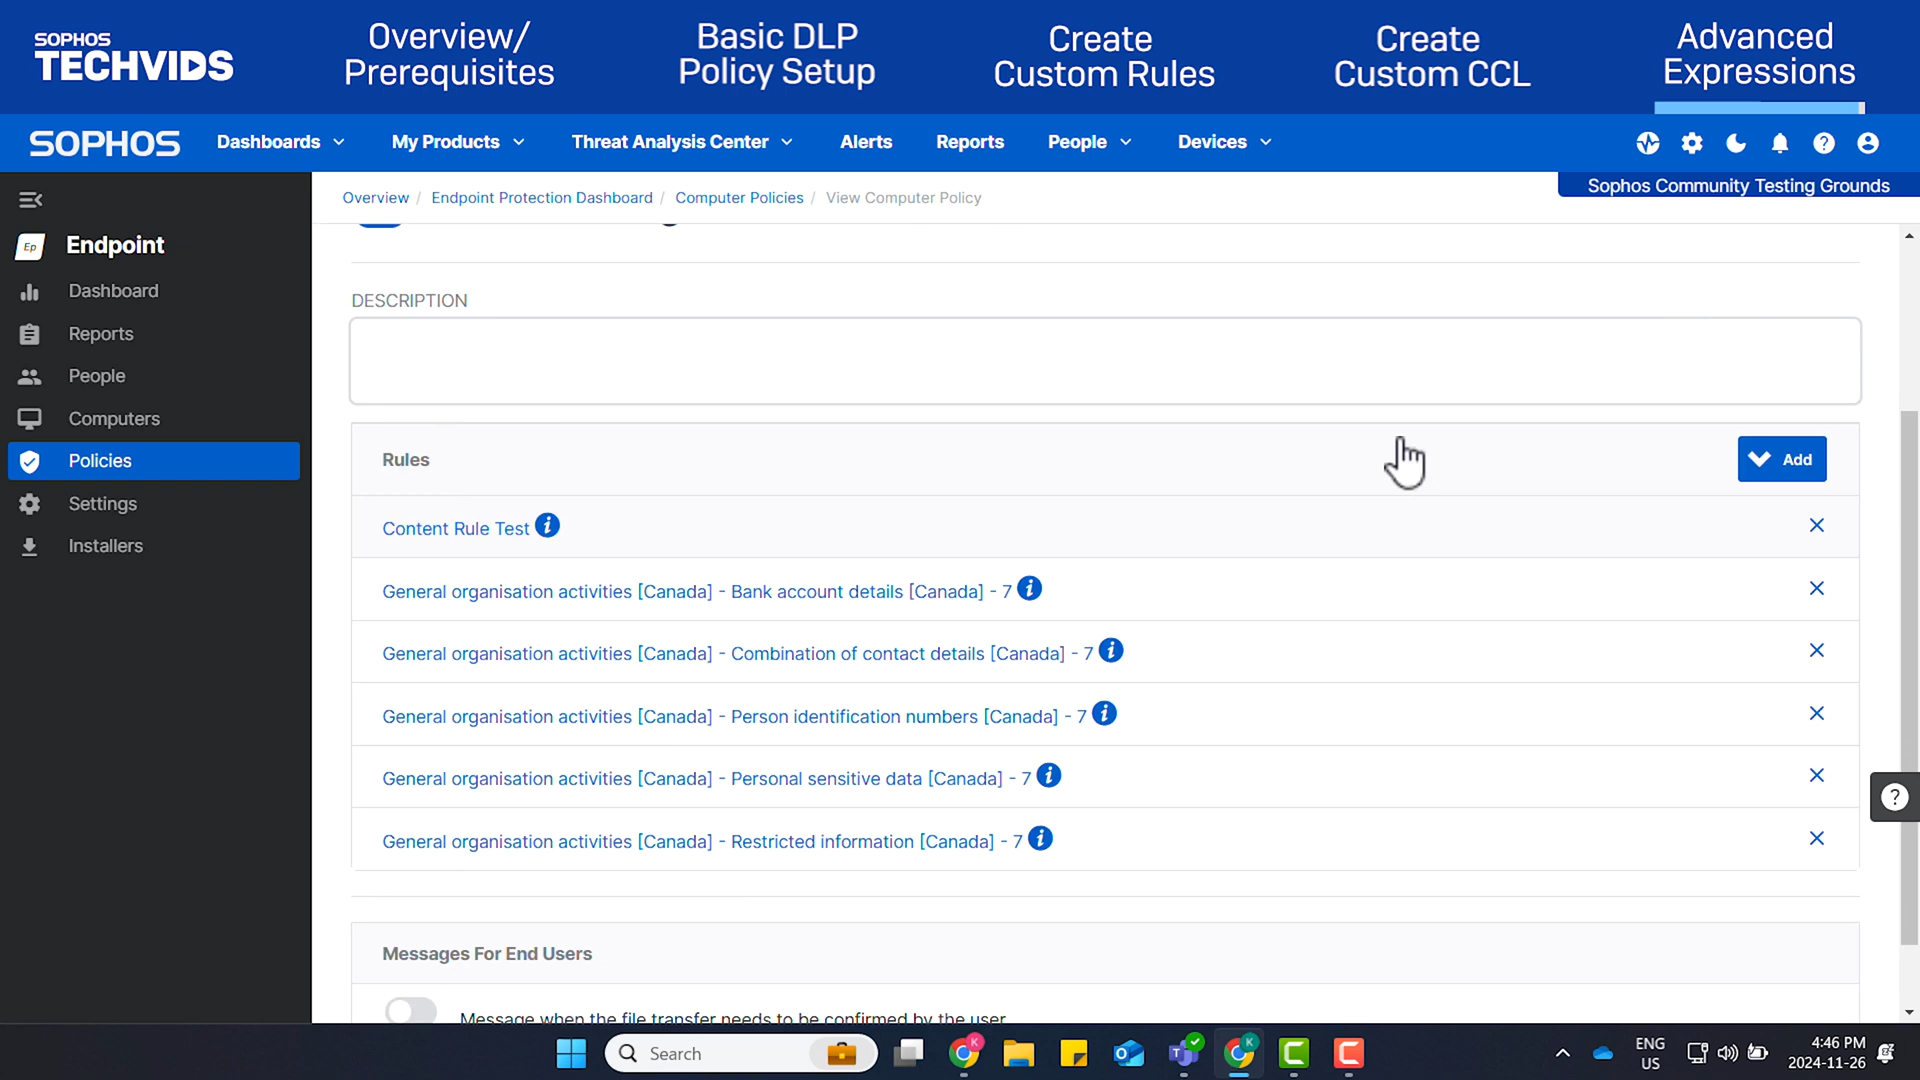 SOPHOS
TECHVIDS
Overview/
Prerequisites
Basic DLP
Policy Setup
Create
Custom Rules
Create
Custom CCL
Advanced
Expressions
SOPHOS
Dashboards
My Products
Threat Analysis Center
Alerts
Reports
People
Devices
Sophos Community Testing Grounds
Overview / Endpoint Protection Dashboard / Computer Policies / View Computer Policy
Ep
Endpoint
Dashboard
Reports
People
Computers
Policies
Settings
Installers
DESCRIPTION
Rules
Add
Content Rule Test
General organisation activities [Canada] - Bank account details [Canada] - 7
General organisation activities [Canada] - Combination of contact details [Canada] - 7
General organisation activities [Canada] - Person identification numbers [Canada] - 7
General organisation activities [Canada] - Personal sensitive data [Canada] - 7
General organisation activities [Canada] - Restricted information [Canada] - 7
Messages For End Users
Message when the file transfer needs to be confirmed by the user
Search
ENG
US
4:46 PM
2024-11-26